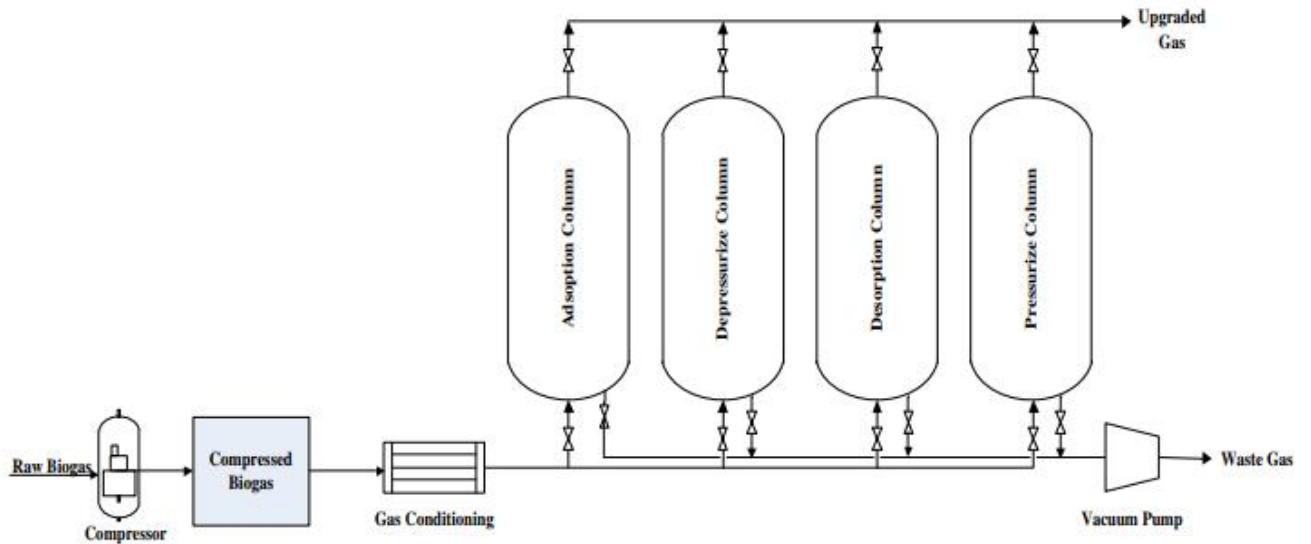 Upgraded
Gas
Adsoption Column
Depressurize Column
Desorption Column
Pressurize Column
Raw Biogas
Compressed
Biogas
Waste Gas
Gas Conditioning
Vacuum Pump
Compressor